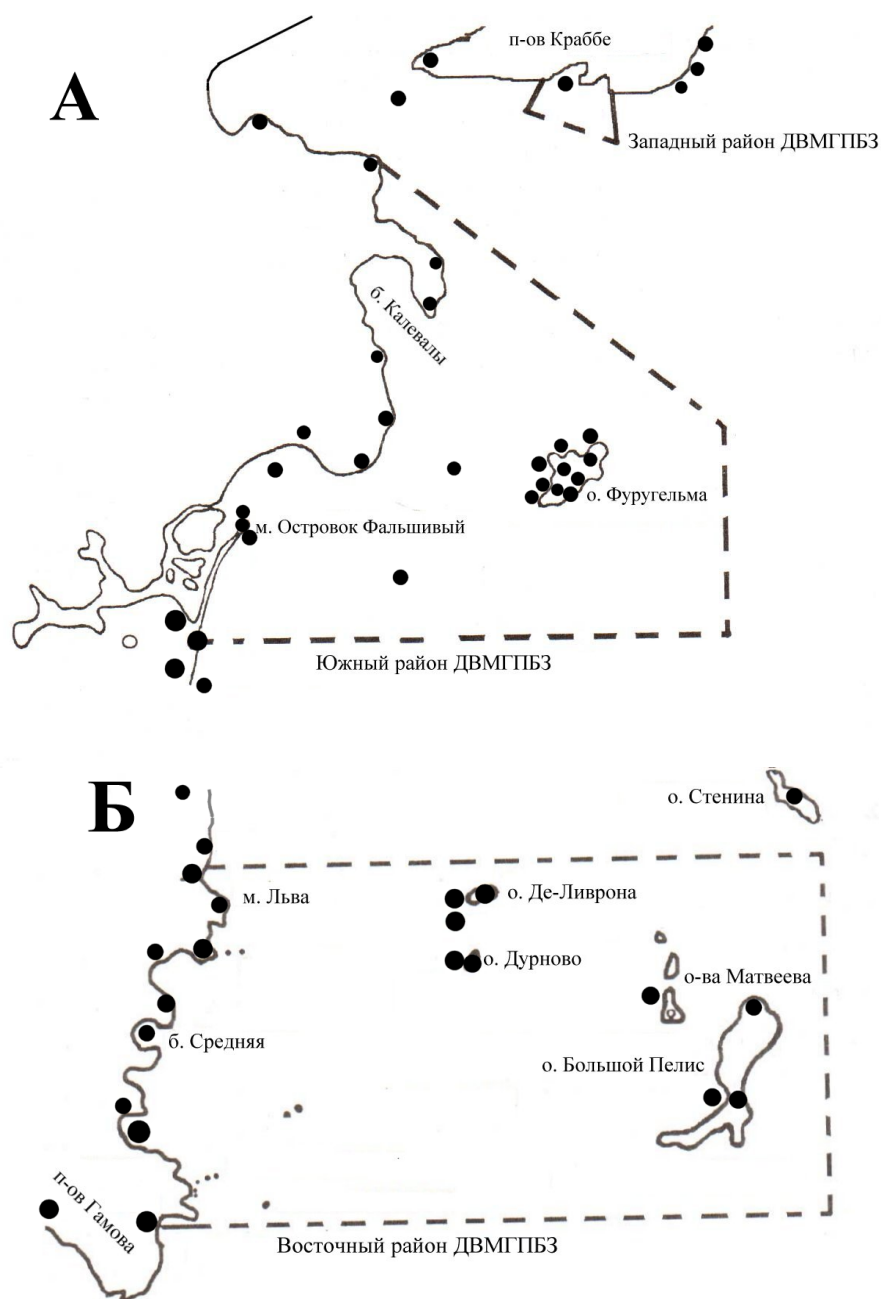 п-ов Краббе
А
Западный район ДВМГПБЗ
б. Калевалы
о. Фуругельма
м. Островок Фальшивый
Южный район ДВМГПБЗ
Б
о. Стенина
м. Льва
о. Де-Ливрона
о. Дурново
о-ва Матвеева
б. Средняя
о. Большой Пелис
п-ов Гамова
Восточный район ДВМГПБЗ